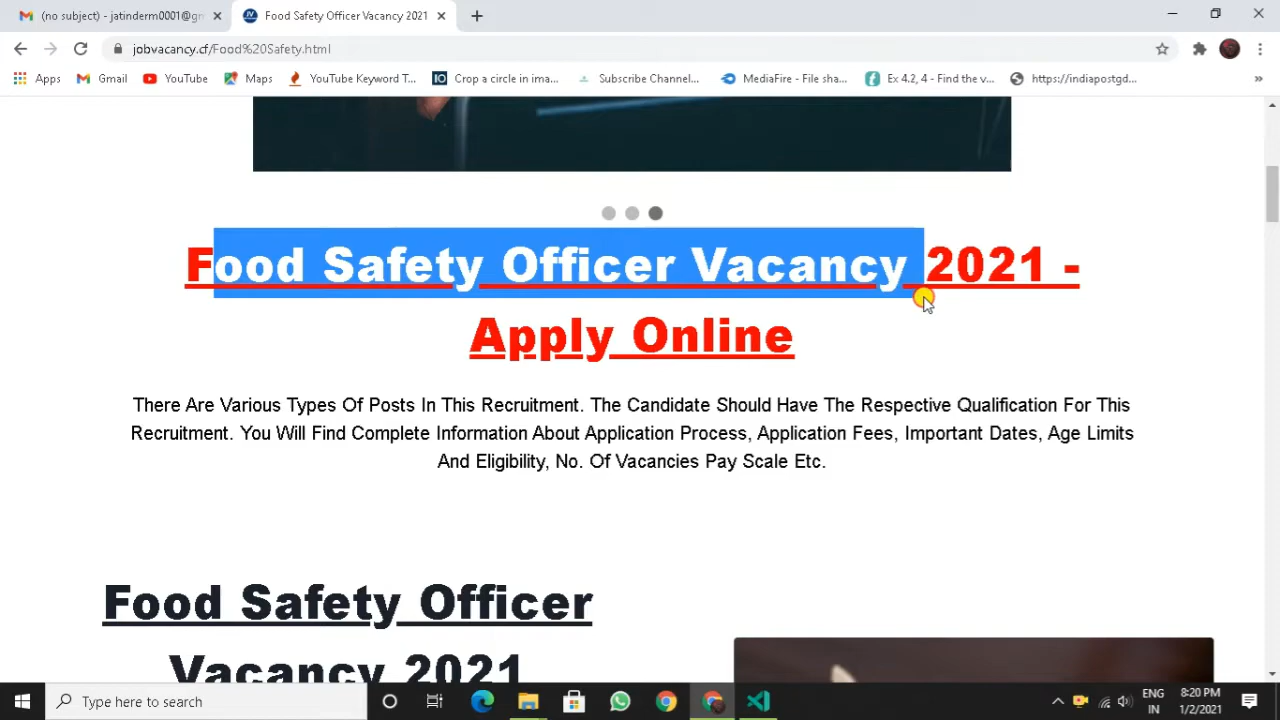 (no subject) - jatinderm0001@gm
Food Safety Officer Vacancy 2021
jobvacancy.cf/Food%20Safety.html
Apps
Gmail
YouTube
Maps
YouTube Keyword T...
Crop a circle in ima...
Subscribe Channel...
MediaFire - File sha...
Ex 4.2, 4 - Find the v...
https://indiapostgd...
Food Safety Officer Vacancy 2021 -
Apply Online
There Are Various Types Of Posts In This Recruitment. The Candidate Should Have The Respective Qualification For This
Recruitment. You Will Find Complete Information About Application Process, Application Fees, Important Dates, Age Limits
And Eligibility, No. Of Vacancies Pay Scale Etc.
Food Safety Officer
Vacancy 2021
Type here to search
ENG
IN
8:20 PM
1/2/2021